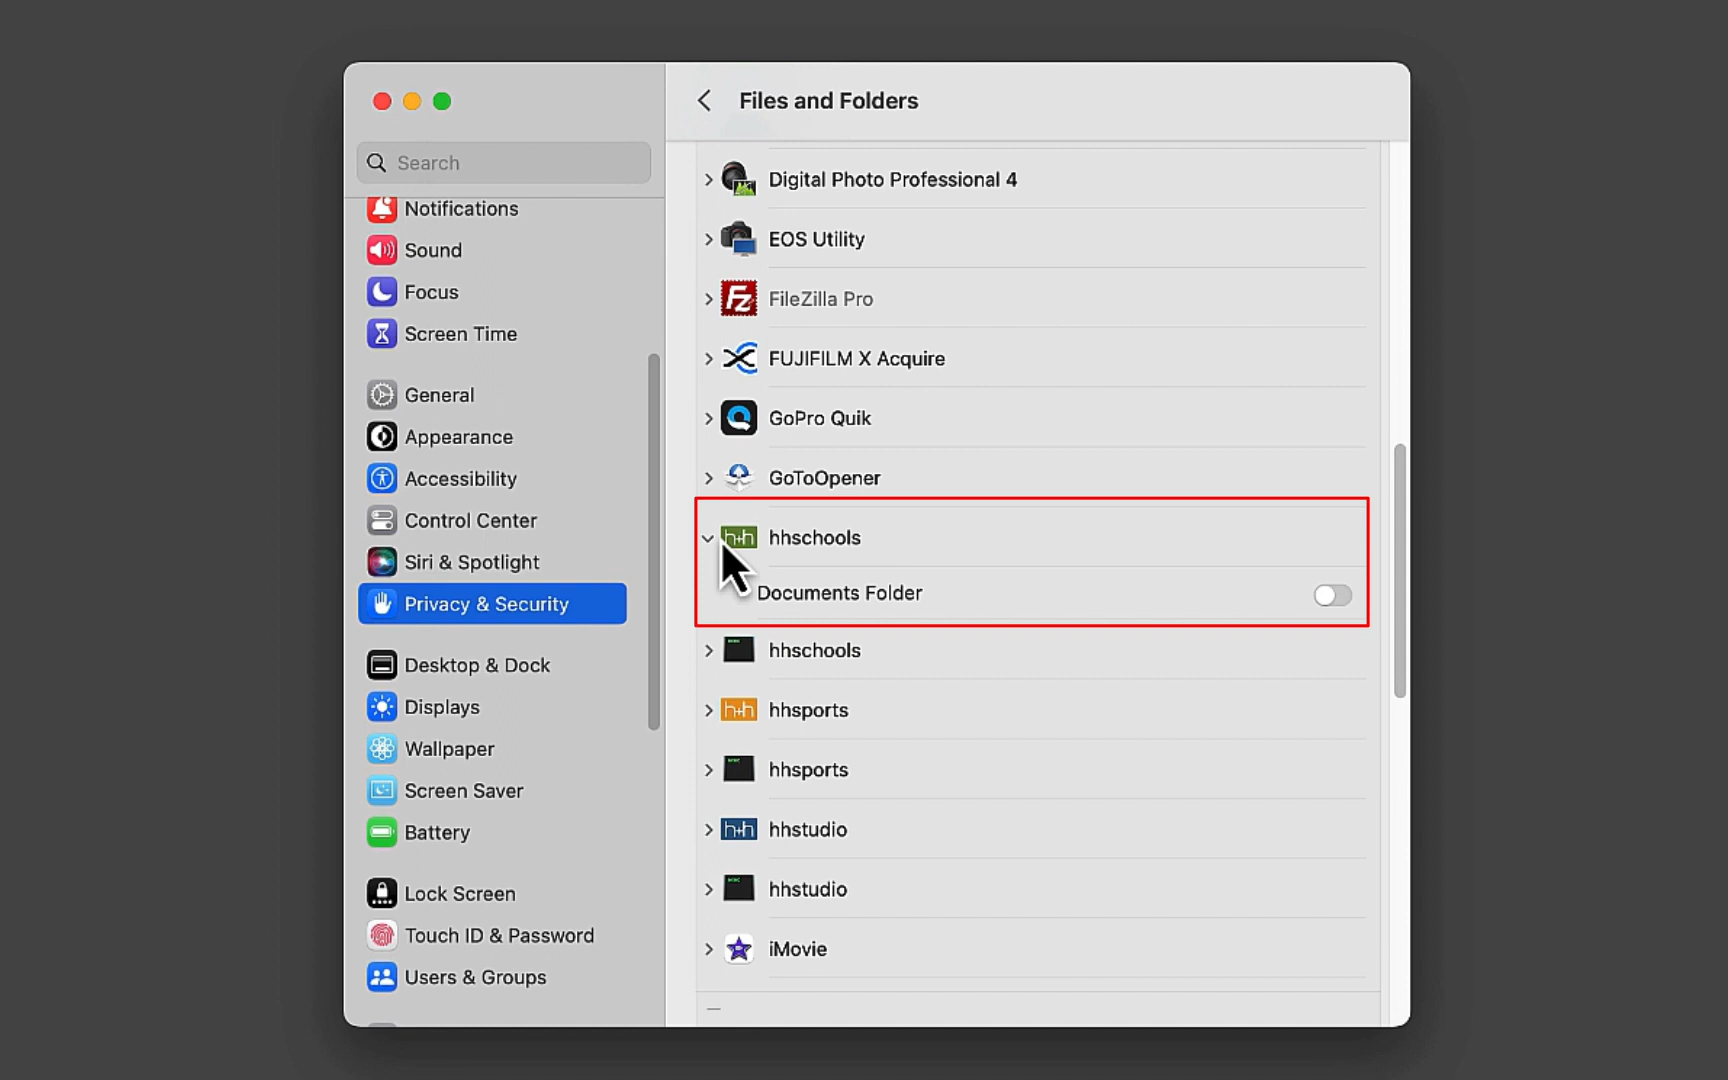 Files and Folders
Search
Notifications
Sound
Focus
Screen Time
General
Appearance
Accessibility
Control Center
Siri & Spotlight
Privacy & Security
Desktop & Dock
Displays
Wallpaper
Screen Saver
Battery
Lock Screen
Touch ID & Password
Users & Groups
Digital Photo Professional 4
EOS Utility
Fz FileZilla Pro
FUJIFILM X Acquire
GoPro Quik
GoToOpener
h+h hhschools
Documents Folder
hhschools
h+h hhsports
hhsports
h+h hhstudio
hhstudio
iMovie